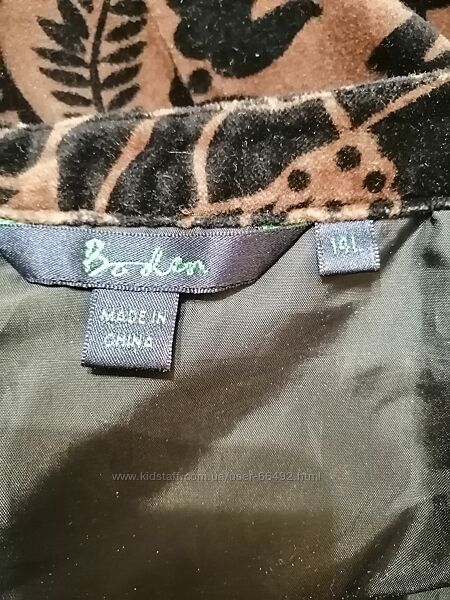 Boden
14L
MADE IN
CHINA
www.kidstaff.com.ua/user-66492.html